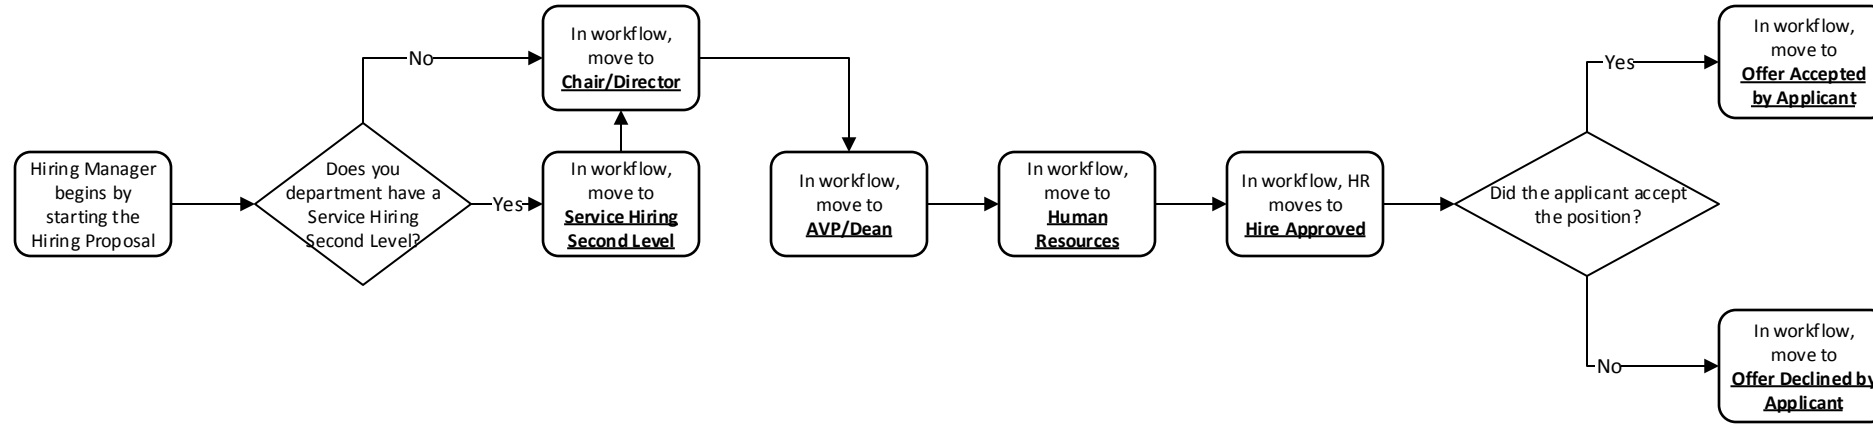 Hiring Manager
begins by
starting the
Hiring Proposal
Does you
department have a
Service Hiring
Second Level?
No
Yes
In workflow,
move to
Chair/Director
In workflow,
move to
Service Hiring
Second Level
In workflow,
move to
AVP/Dean
In workflow,
move to
Human
Resources
In workflow, HR
moves to
Hire Approved
Did the applicant accept
the position?
Yes
No
In workflow,
move to
Offer Accepted
by Applicant
In workflow,
move to
Offer Declined by
Applicant